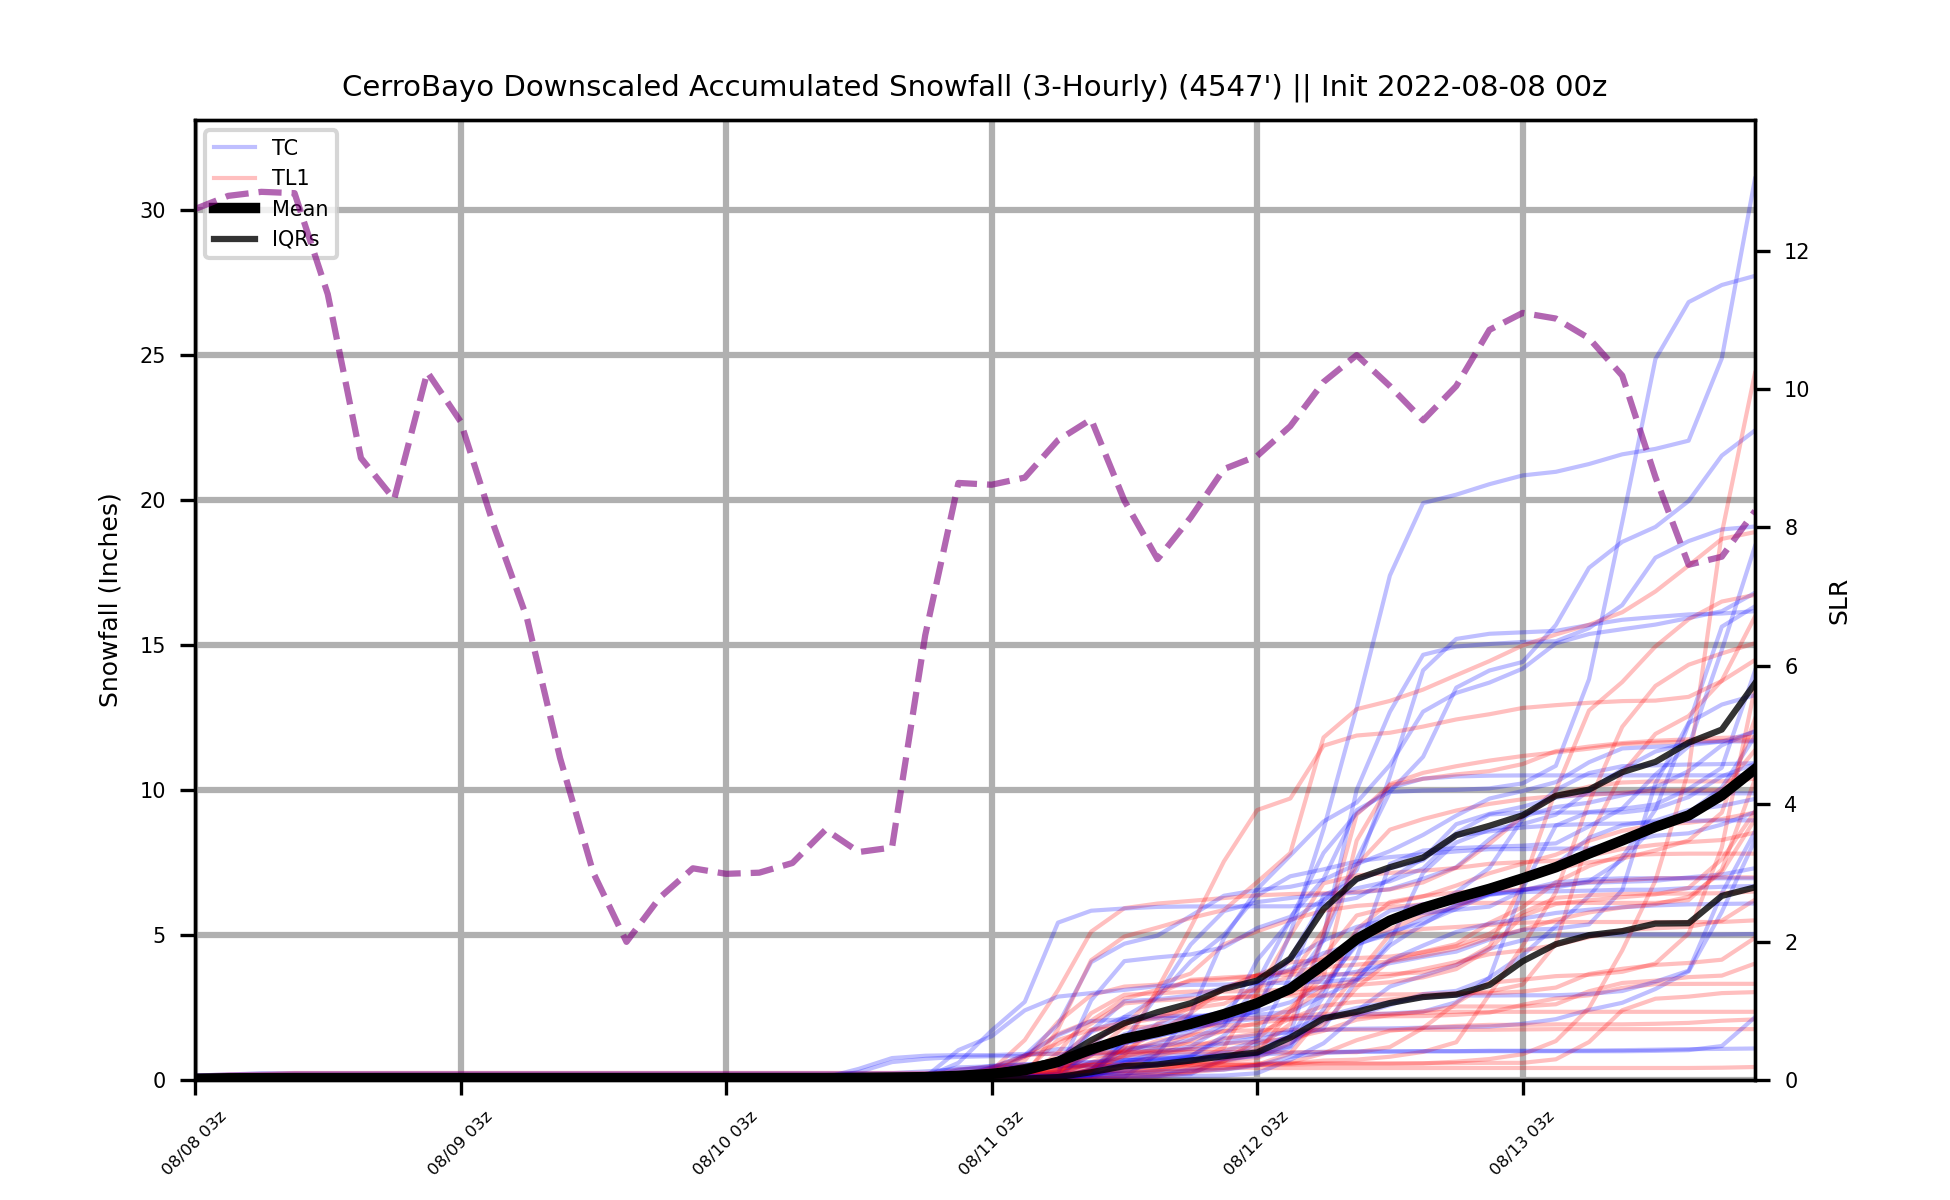 CerroBayo Downscaled Accumulated Snowfall (3-Hourly) (4547') || Init 2022-08-08 00z
TC
TL1
Mean
IQRs
30
25
20
15
10
5
0
Snowfall (Inches)
12
10
8
6
4
2
0
SLR
08/08 03z
08/09 03z
08/10 03z
08/11 03z
08/12 03z
08/13 03z